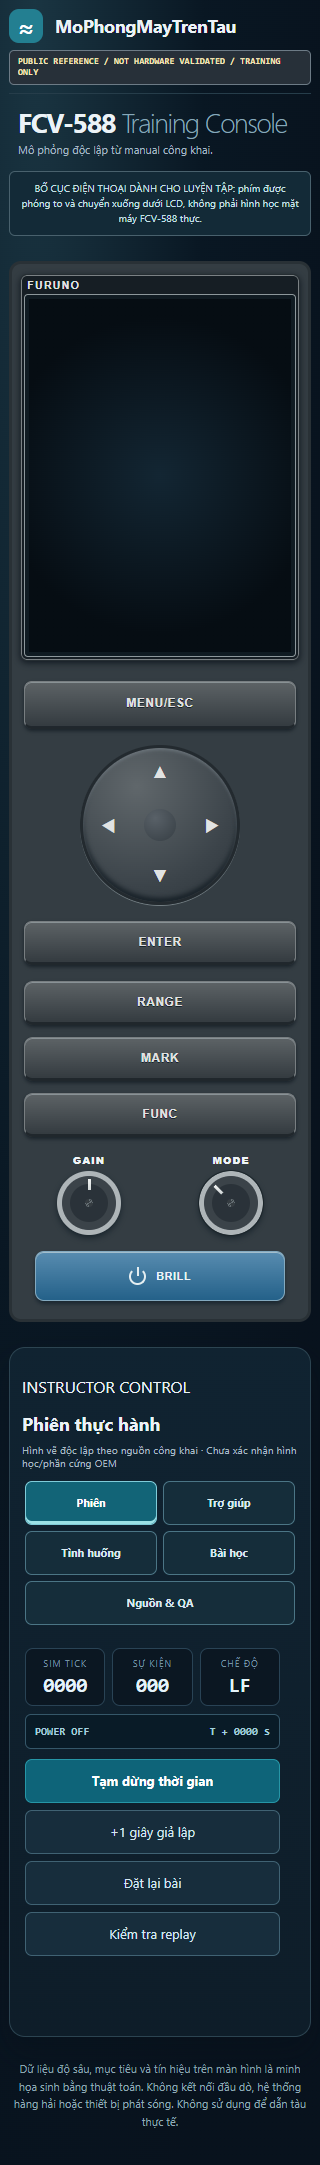 MoPhongMayTrenTau
PUBLIC REFERENCE / NOT HARDWARE VALIDATED / TRAINING
ONLY
FCV-588 Training Console
Mô phỏng độc lập từ manual công khai.
BỐ CỤC ĐIỆN THOẠI DÀNH CHO LUYỆN TẬP: phím được
phóng to và chuyển xuống dưới LCD, không phải hình học mặt
máy FCV-588 thực.
FURUNO
MENU/ESC
ENTER
RANGE
MARK
FUNC
GAIN MODE
BRILL
INSTRUCTOR CONTROL
Phiên thực hành
Hình vẽ độc lập theo nguồn công khai · Chưa xác nhận hình
học/phần cứng OEM
Phiên Trợ giúp
Tình huống Bài học
Nguồn & QA
SIM TICK SỰ KIỆN CHẾ ĐỘ
0000 000 LF
POWER OFF T + 0000 s
Tạm dừng thời gian
+1 giây giả lập
Đặt lại bài
Kiểm tra replay
Dữ liệu độ sâu, mục tiêu và tín hiệu trên màn hình là minh
họa sinh bằng thuật toán. Không kết nối đầu dò, hệ thống
hàng hải hoặc thiết bị phát sóng. Không sử dụng để dẫn tàu
thực tế.